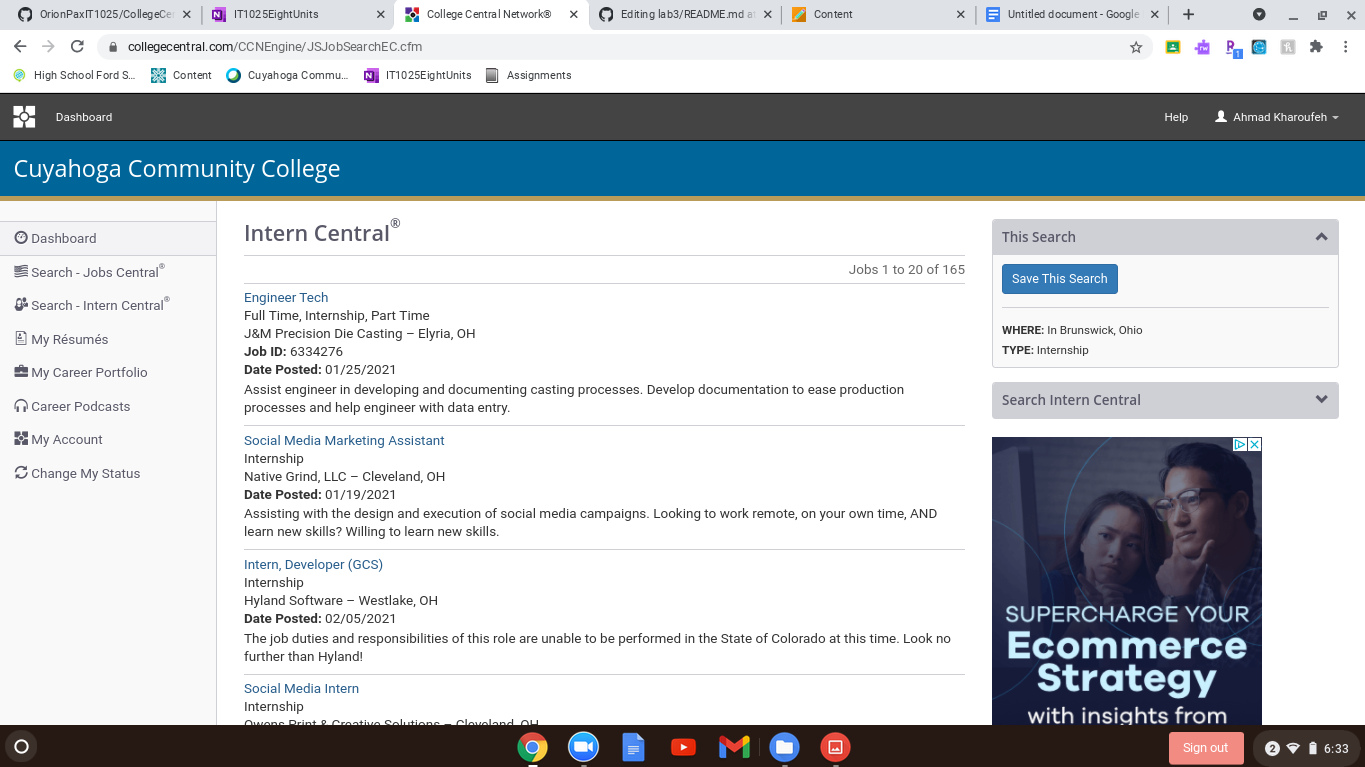 OrionPaxIT1025/CollegeCe
IT1025EightUnits
College Central Network®
Editing lab3/README.md a
Content
Untitled document - Google
collegecentral.com/CCNEngine/JSJobSearchEC.cfm
High School Ford S...
Content
Cuyahoga Commu...
IT1025EightUnits
Assignments
Dashboard
Help
Ahmad Kharoufeh
Cuyahoga Community College
Dashboard
Search - Jobs Central®
Search - Intern Central®
My Résumés
My Career Portfolio
Career Podcasts
My Account
Change My Status
Intern Central®
Jobs 1 to 20 of 165
Engineer Tech
Full Time, Internship, Part Time
J&M Precision Die Casting – Elyria, OH
Job ID: 6334276
Date Posted: 01/25/2021
Assist engineer in developing and documenting casting processes. Develop documentation to ease production
processes and help engineer with data entry.
Social Media Marketing Assistant
Internship
Native Grind, LLC – Cleveland, OH
Date Posted: 01/19/2021
Assisting with the design and execution of social media campaigns. Looking to work remote, on your own time, AND
learn new skills? Willing to learn new skills.
Intern, Developer (GCS)
Internship
Hyland Software – Westlake, OH
Date Posted: 02/05/2021
The job duties and responsibilities of this role are unable to be performed in the State of Colorado at this time. Look no
further than Hyland!
Social Media Intern
Internship
Owens Print & Creative Solutions – Cleveland, OH
This Search
Save This Search
WHERE: In Brunswick, Ohio
TYPE: Internship
Search Intern Central
SUPERCHARGE YOUR
Ecommerce
Strategy
with insights from
Sign out
2
6:33
1